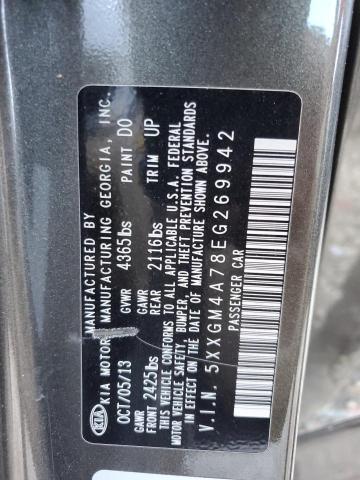 MANUFACTURED BY
KIA KIA MOTOR MANUFACTURING GEORGIA, INC.
OCT/05/13 GVWR 4365lbs PAINT DO
GAWR FRONT 2425lbs GAWR REAR 2116lbs TRIM UP
THIS VEHICLE CONFORMS TO ALL APPLICABLE U.S.A. FEDERAL
MOTOR VEHICLE SAFETY, BUMPER, AND THEFT PREVENTION STANDARDS
IN EFFECT ON THE DATE OF MANUFACTURE SHOWN ABOVE.
V.I.N. 5XXGM4A78EG269942
PASSENGER CAR